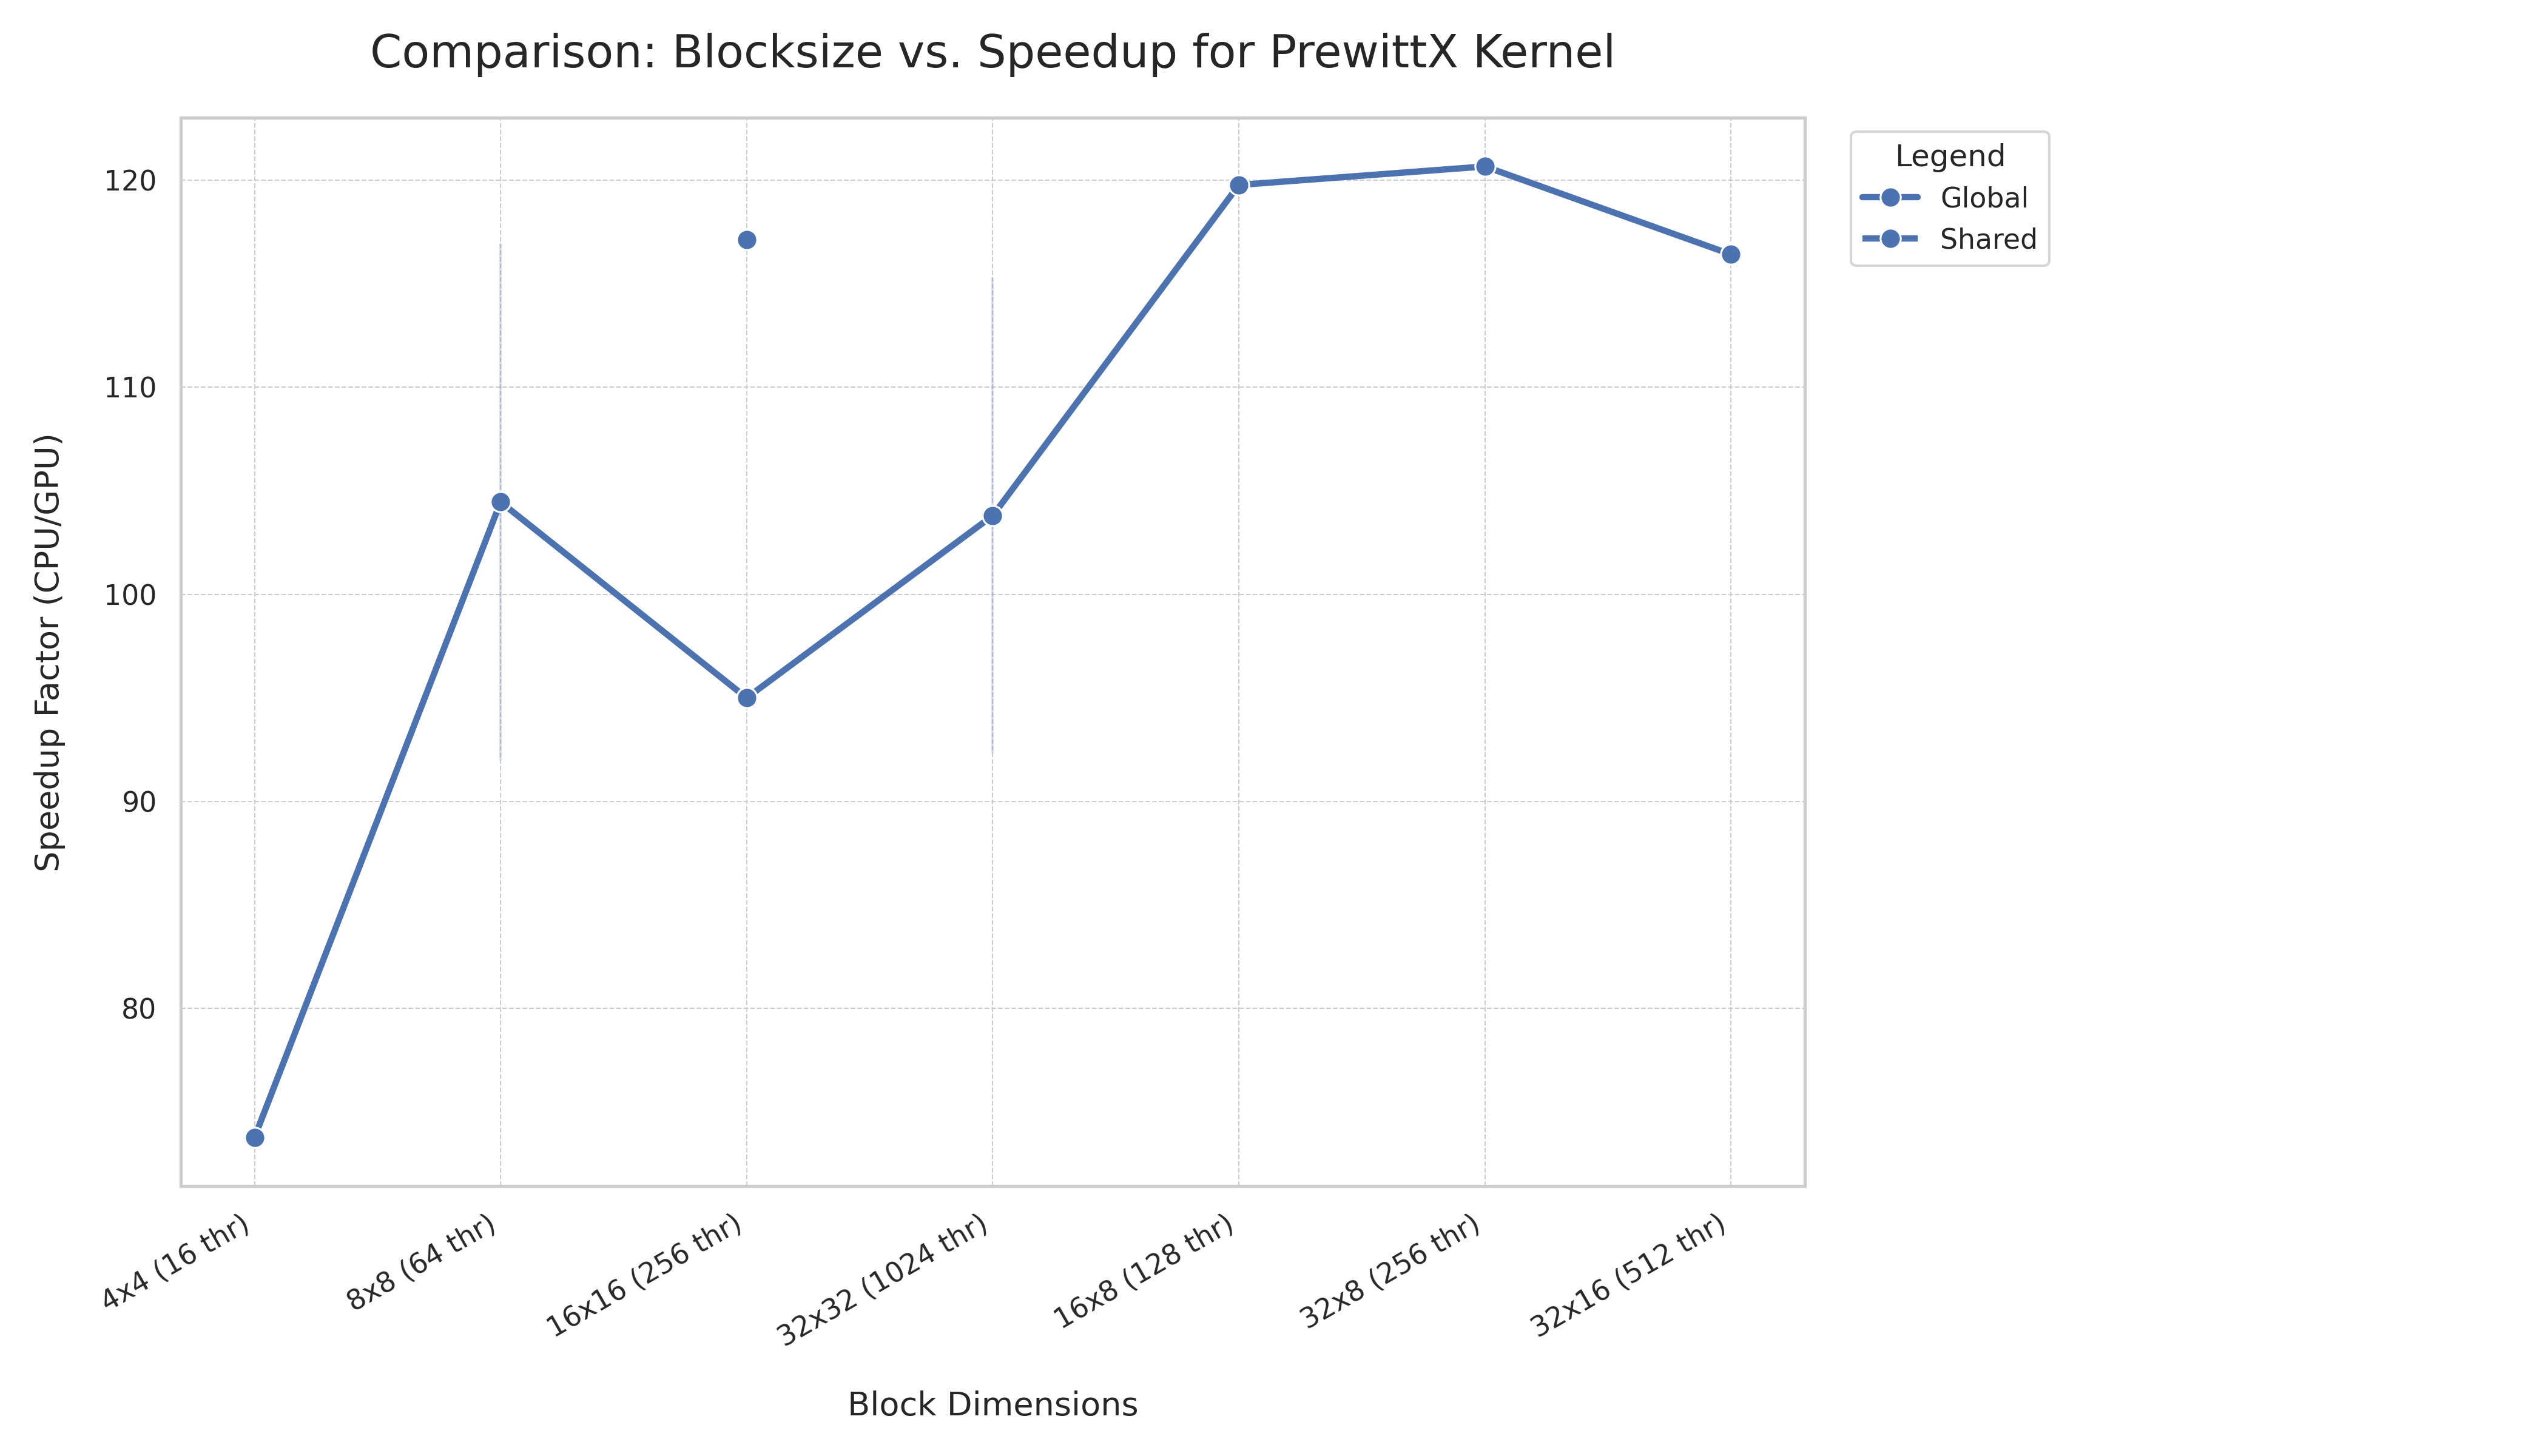 Comparison: Blocksize vs. Speedup for PrewittX Kernel
Legend
Global
Shared
Speedup Factor (CPU/GPU)
120
110
100
90
80
4x4 (16 thr)
8x8 (64 thr)
16x16 (256 thr)
32x32 (1024 thr)
16x8 (128 thr)
32x8 (256 thr)
32x16 (512 thr)
Block Dimensions